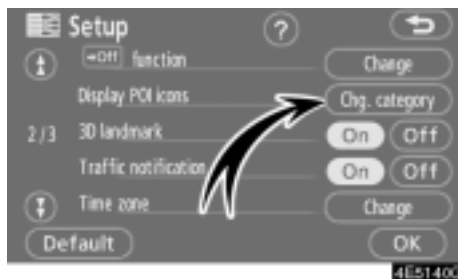 Setup ?
→Off function Change
Display POI icons Chg. category
2/3 3D landmark On Off
Traffic notification On Off
Time zone Change
Default OK
4E5140C